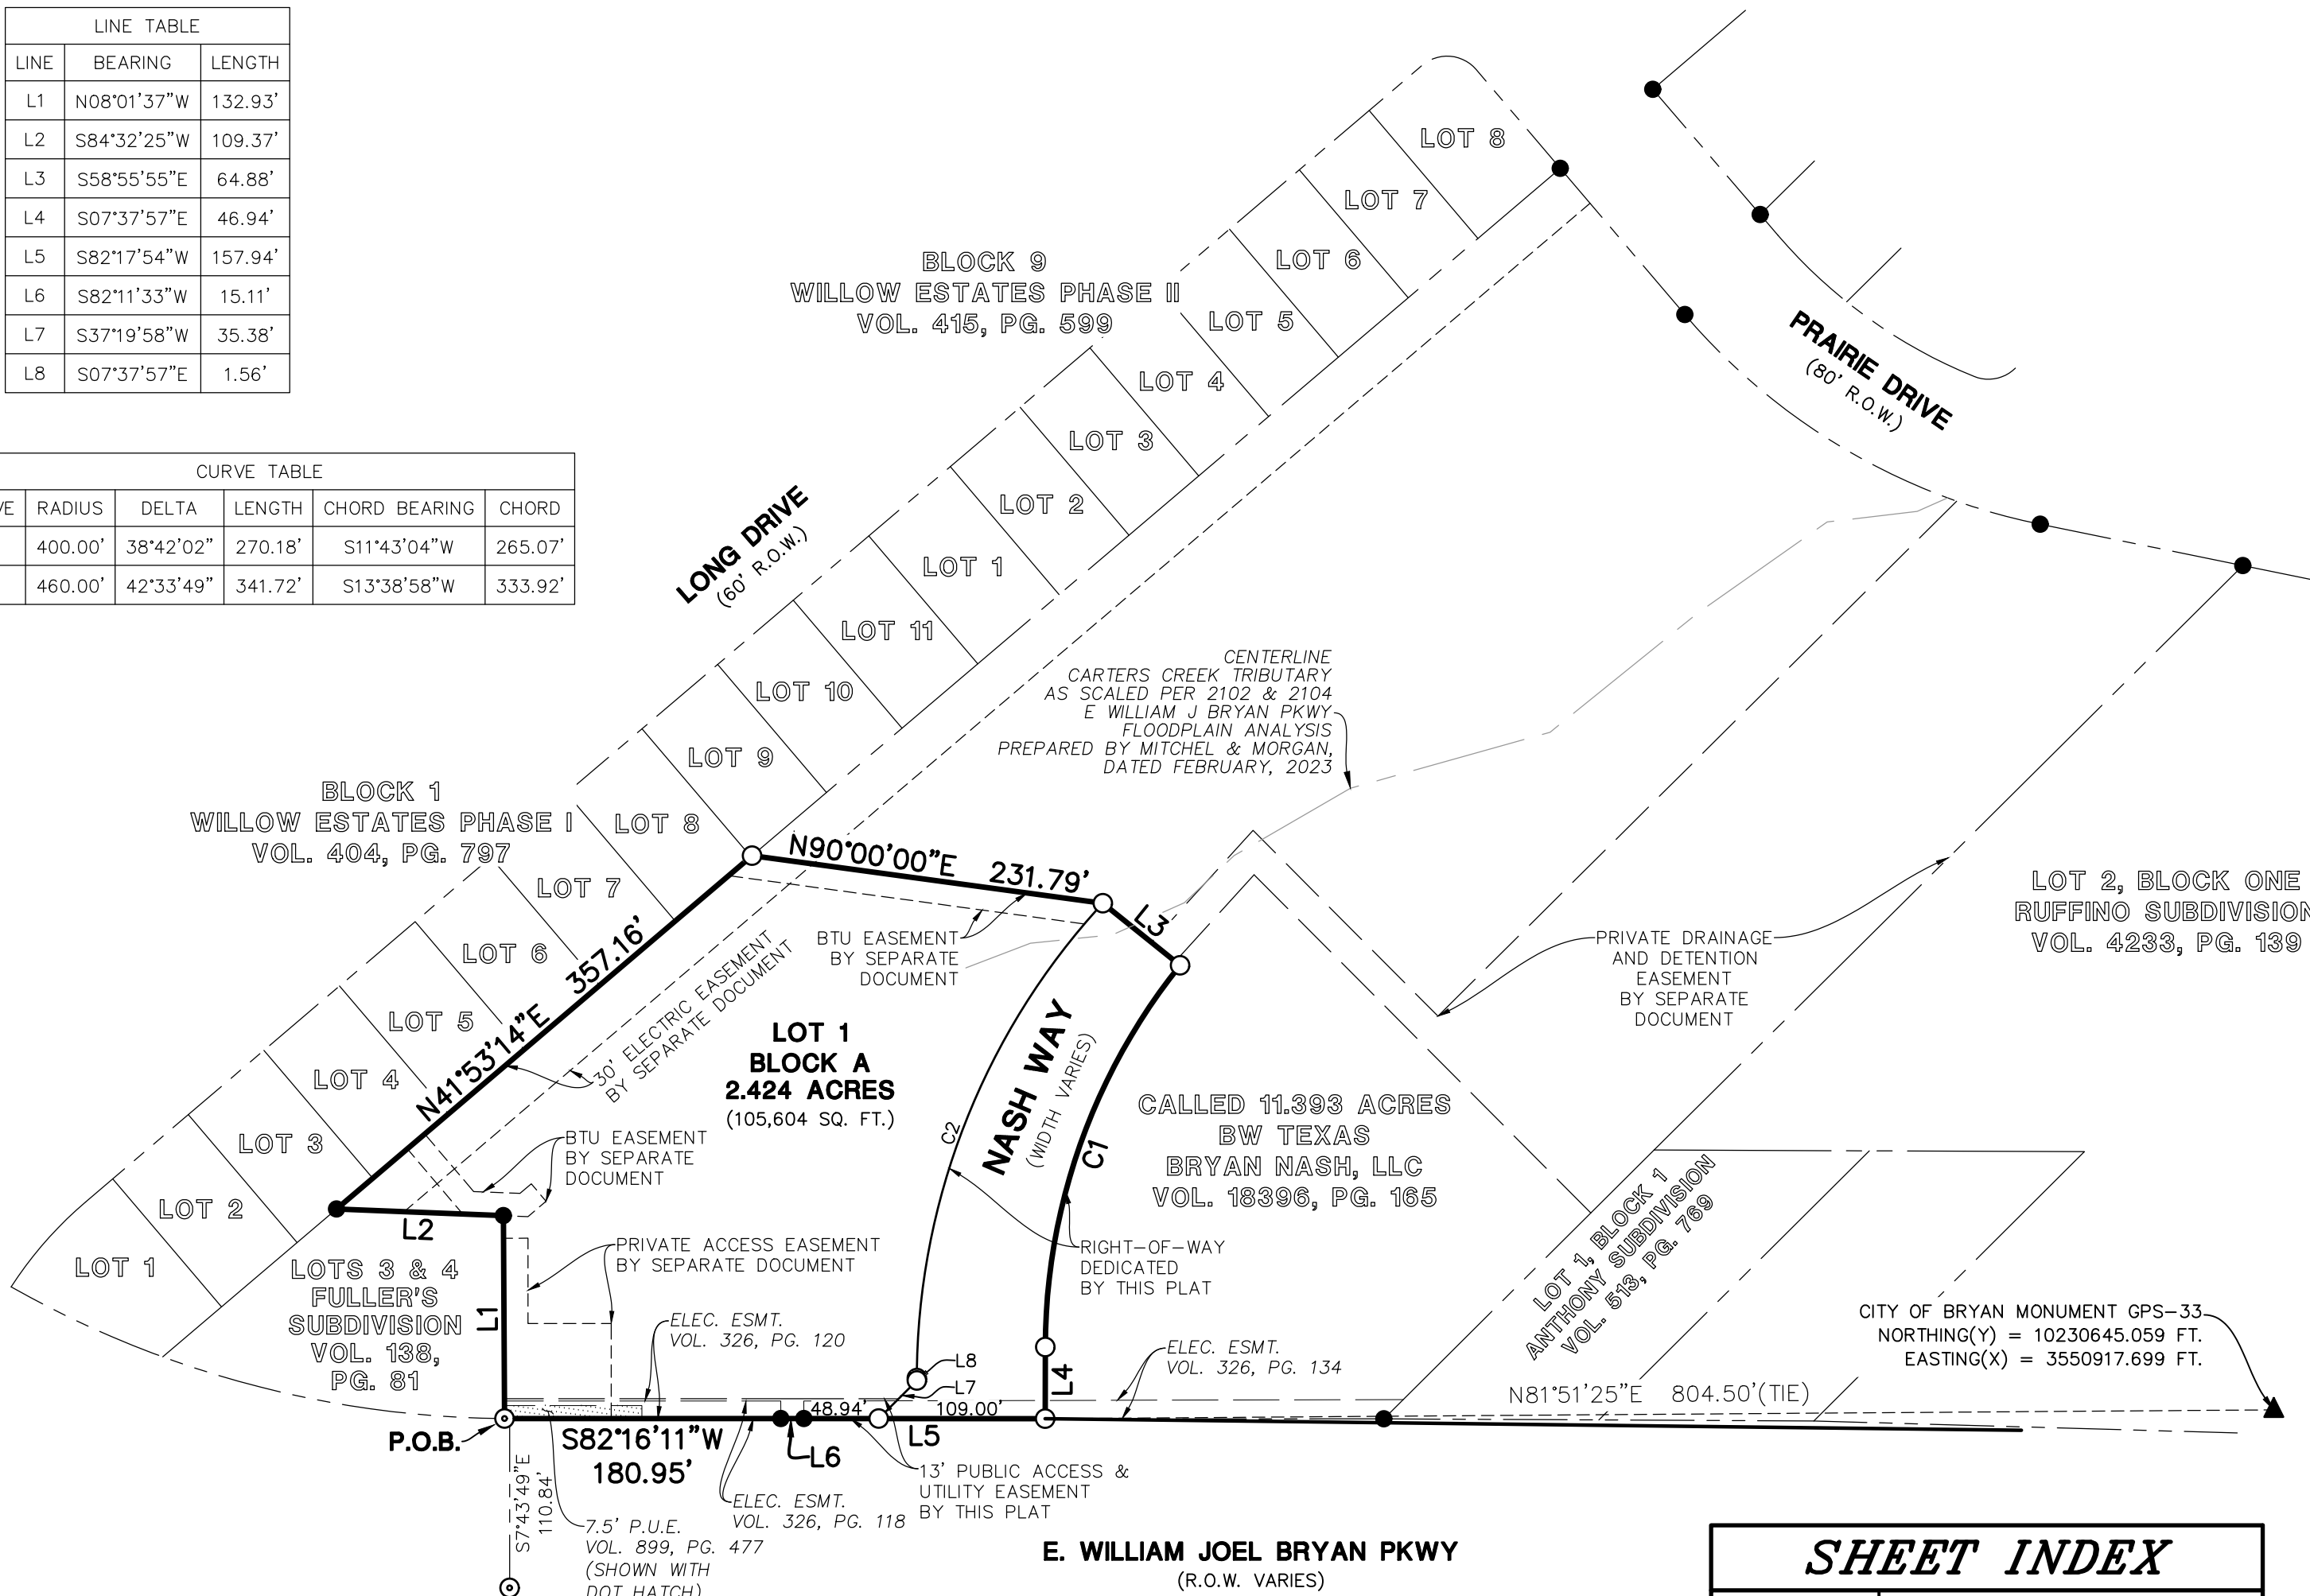 LINE TABLE
LINE BEARING LENGTH
L1 N08°01'37"W 132.93'
L2 S84°32'25"W 109.37'
L3 S58°55'55"E 64.88'
L4 S07°37'57"E 46.94'
L5 S82°17'54"W 157.94'
L6 S82°11'33"W 15.11'
L7 S37°19'58"W 35.38'
L8 S07°37'57"E 1.56'
CURVE TABLE
RADIUS DELTA LENGTH CHORD BEARING CHORD
400.00' 38°42'02" 270.18' S11°43'04"W 265.07'
460.00' 42°33'49" 341.72' S13°38'58"W 333.92'
BLOCK 9
WILLOW ESTATES PHASE II
VOL. 415, PG. 599
LOT 8
LOT 7
LOT 6
LOT 5
LOT 4
LOT 3
LOT 2
LOT 1
LOT 11
LOT 10
LOT 9
LOT 8
LOT 7
LOT 6
LOT 5
LOT 4
LOT 3
LOT 2
LOT 1
PRAIRIE DRIVE
(80' R.O.W.)
LONG DRIVE
(60' R.O.W.)
CENTERLINE
CARTERS CREEK TRIBUTARY
AS SCALED PER 2102 & 2104
E WILLIAM J BRYAN PKWY
FLOODPLAIN ANALYSIS
PREPARED BY MITCHEL & MORGAN,
DATED FEBRUARY, 2023
BLOCK 1
WILLOW ESTATES PHASE I
VOL. 404, PG. 797
N90°00'00"E 231.79'
L3
N41°53'14"E 357.16'
30' ELECTRIC EASEMENT
BY SEPARATE DOCUMENT
BTU EASEMENT
BY SEPARATE
DOCUMENT
PRIVATE DRAINAGE
AND DETENTION
EASEMENT
BY SEPARATE
DOCUMENT
LOT 2, BLOCK ONE
RUFFINO SUBDIVISION
VOL. 4233, PG. 139
LOT 1
BLOCK A
2.424 ACRES
(105,604 SQ. FT.)
C2
NASH WAY
(WIDTH VARIES)
C1
CALLED 11.393 ACRES
BW TEXAS
BRYAN NASH, LLC
VOL. 18396, PG. 165
BTU EASEMENT
BY SEPARATE
DOCUMENT
L2
L1
LOTS 3 & 4
FULLER'S
SUBDIVISION
VOL. 138,
PG. 81
PRIVATE ACCESS EASEMENT
BY SEPARATE DOCUMENT
RIGHT-OF-WAY
DEDICATED
BY THIS PLAT
LOT 1, BLOCK 1
ANTHONY SUBDIVISION
VOL. 513, PG. 769
CITY OF BRYAN MONUMENT GPS-33
NORTHING(Y) = 10230645.059 FT.
EASTING(X) = 3550917.699 FT.
ELEC. ESMT.
VOL. 326, PG. 120
L8
L7
L4
ELEC. ESMT.
VOL. 326, PG. 134
N81°51'25"E 804.50'(TIE)
48.94'
109.00'
P.O.B.
S82°16'11"W
180.95'
L6
L5
13' PUBLIC ACCESS &
UTILITY EASEMENT
BY THIS PLAT
S7°43'49"E
110.84'
ELEC. ESMT.
VOL. 326, PG. 118
7.5' P.U.E.
VOL. 899, PG. 477
(SHOWN WITH
DOT HATCH)
E. WILLIAM JOEL BRYAN PKWY
(R.O.W. VARIES)
SHEET INDEX